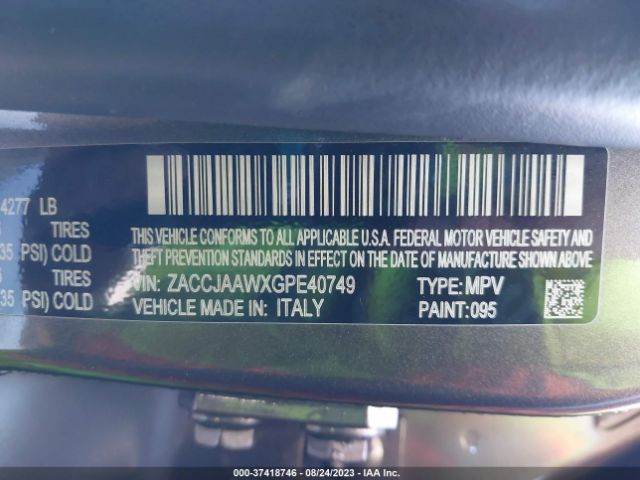 4277 LB
TIRES
35 PSI) COLD
TIRES
35 PSI) COLD
THIS VEHICLE CONFORMS TO ALL APPLICABLE U.S.A. FEDERAL MOTOR VEHICLE SAFETY AND
THEFT PREVENTION STANDARDS IN EFFECT ON THE DATE OF MANUFACTURE SHOWN ABOVE
VIN: ZACCJAAWXGPE40749 TYPE: MPV
VEHICLE MADE IN: ITALY PAINT: 095
000-37418746 - 08/24/2023 - IAA Inc.